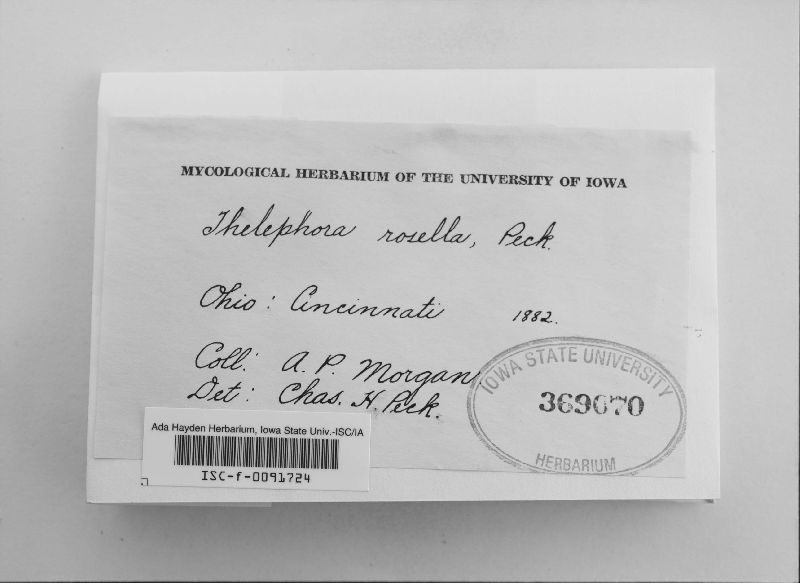 MYCOLOGICAL HERBARIUM OF THE UNIVERSITY OF IOWA
Thelephora rosella, Peck.
Ohio: Cincinnati 1882.
Coll: A. P. Morgan
Det: Chas. H. Peck.
IOWA STATE UNIVERSITY
369670
HERBARIUM
Ada Hayden Herbarium, Iowa State Univ.-ISC/IA
ISC-f-0091724